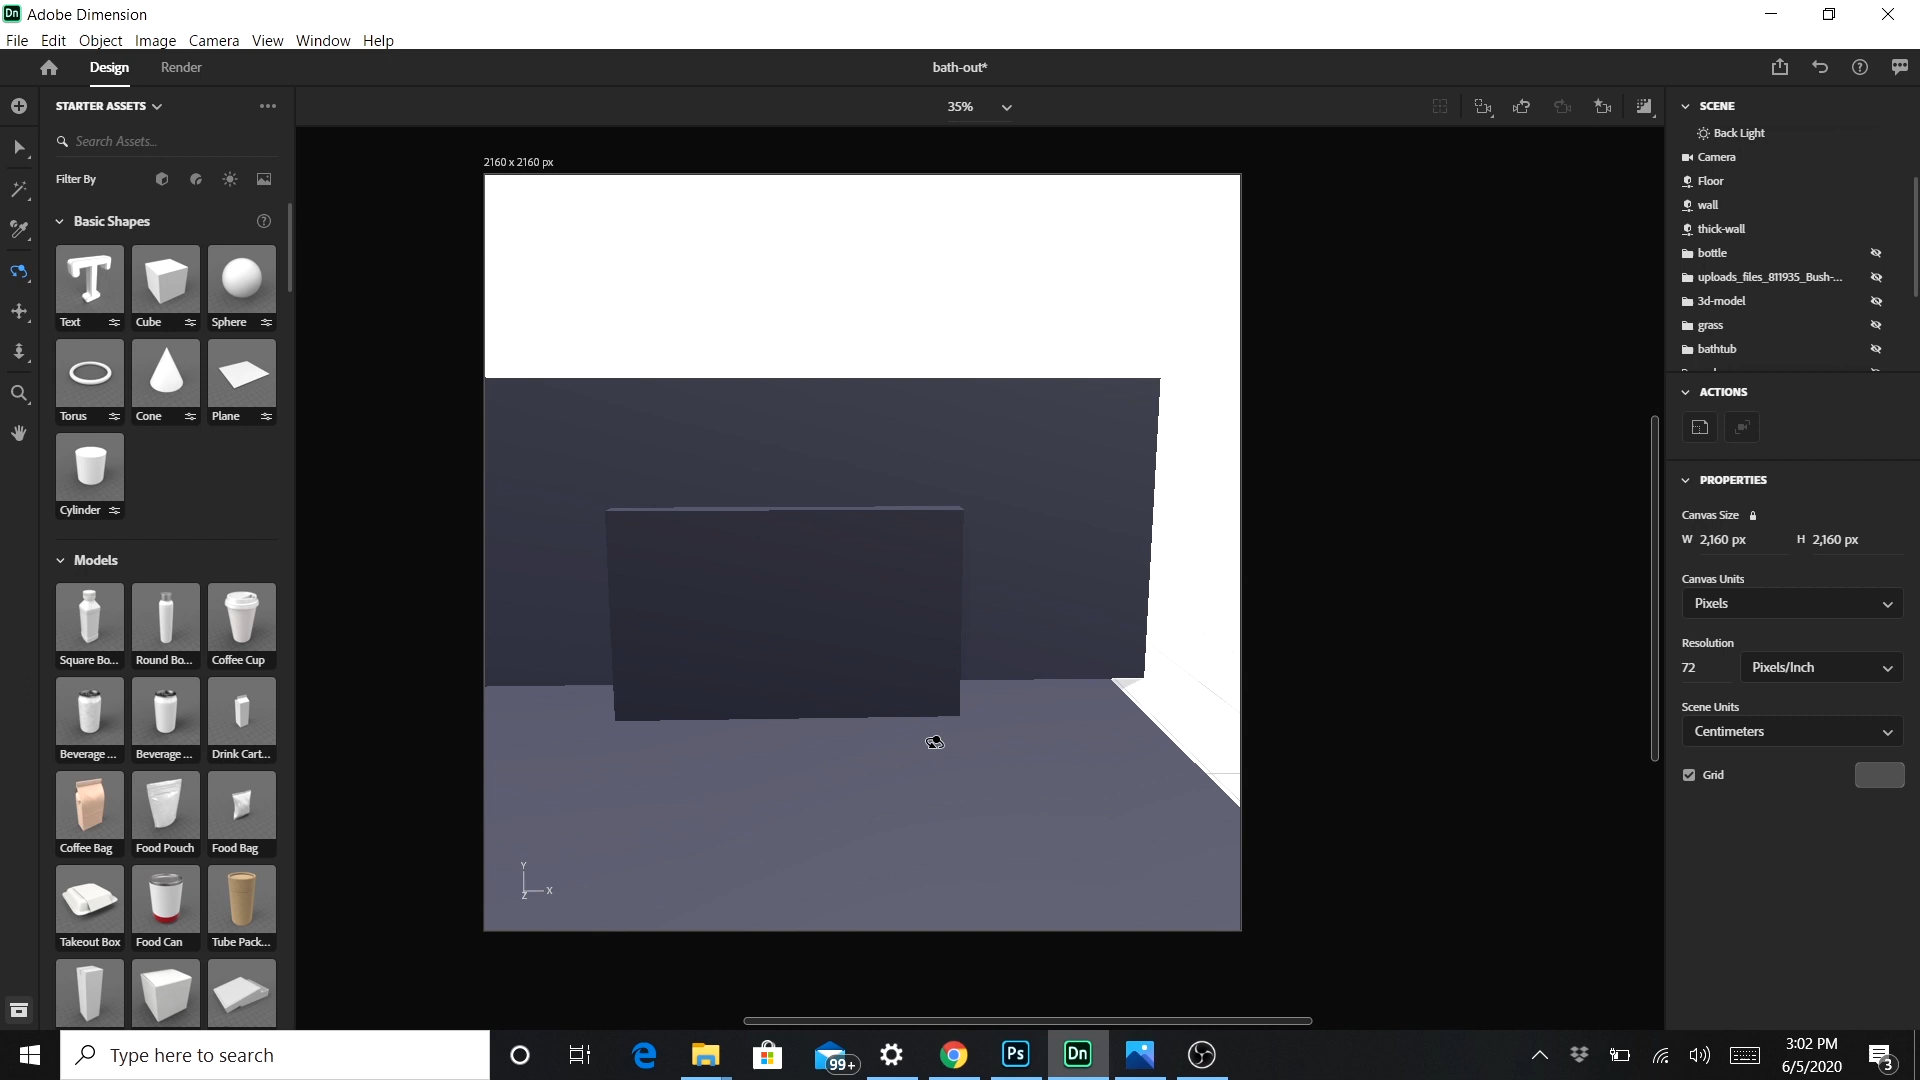 Dn Adobe Dimension
File Edit Object Image Camera View Window Help
Design Render bath-out*
STARTER ASSETS 35% SCENE
Search Assets...
Filter By
Basic Shapes
Text Cube Sphere
Torus Cone Plane
Cylinder
Models
Square Bo... Round Bo... Coffee Cup
Beverage ... Beverage ... Drink Cart...
Coffee Bag Food Pouch Food Bag
Takeout Box Food Can Tube Pack...
2160 x 2160 px
Y
X
Z
Back Light
Camera
Floor
wall
thick-wall
bottle
uploads_files_811935_Bush-...
3d-model
grass
bathtub
ACTIONS
PROPERTIES
Canvas Size
W 2,160 px H 2,160 px
Canvas Units
Pixels
Resolution
72 Pixels/Inch
Scene Units
Centimeters
Grid
Type here to search
99+
Ps
Dn
3:02 PM
6/5/2020
3